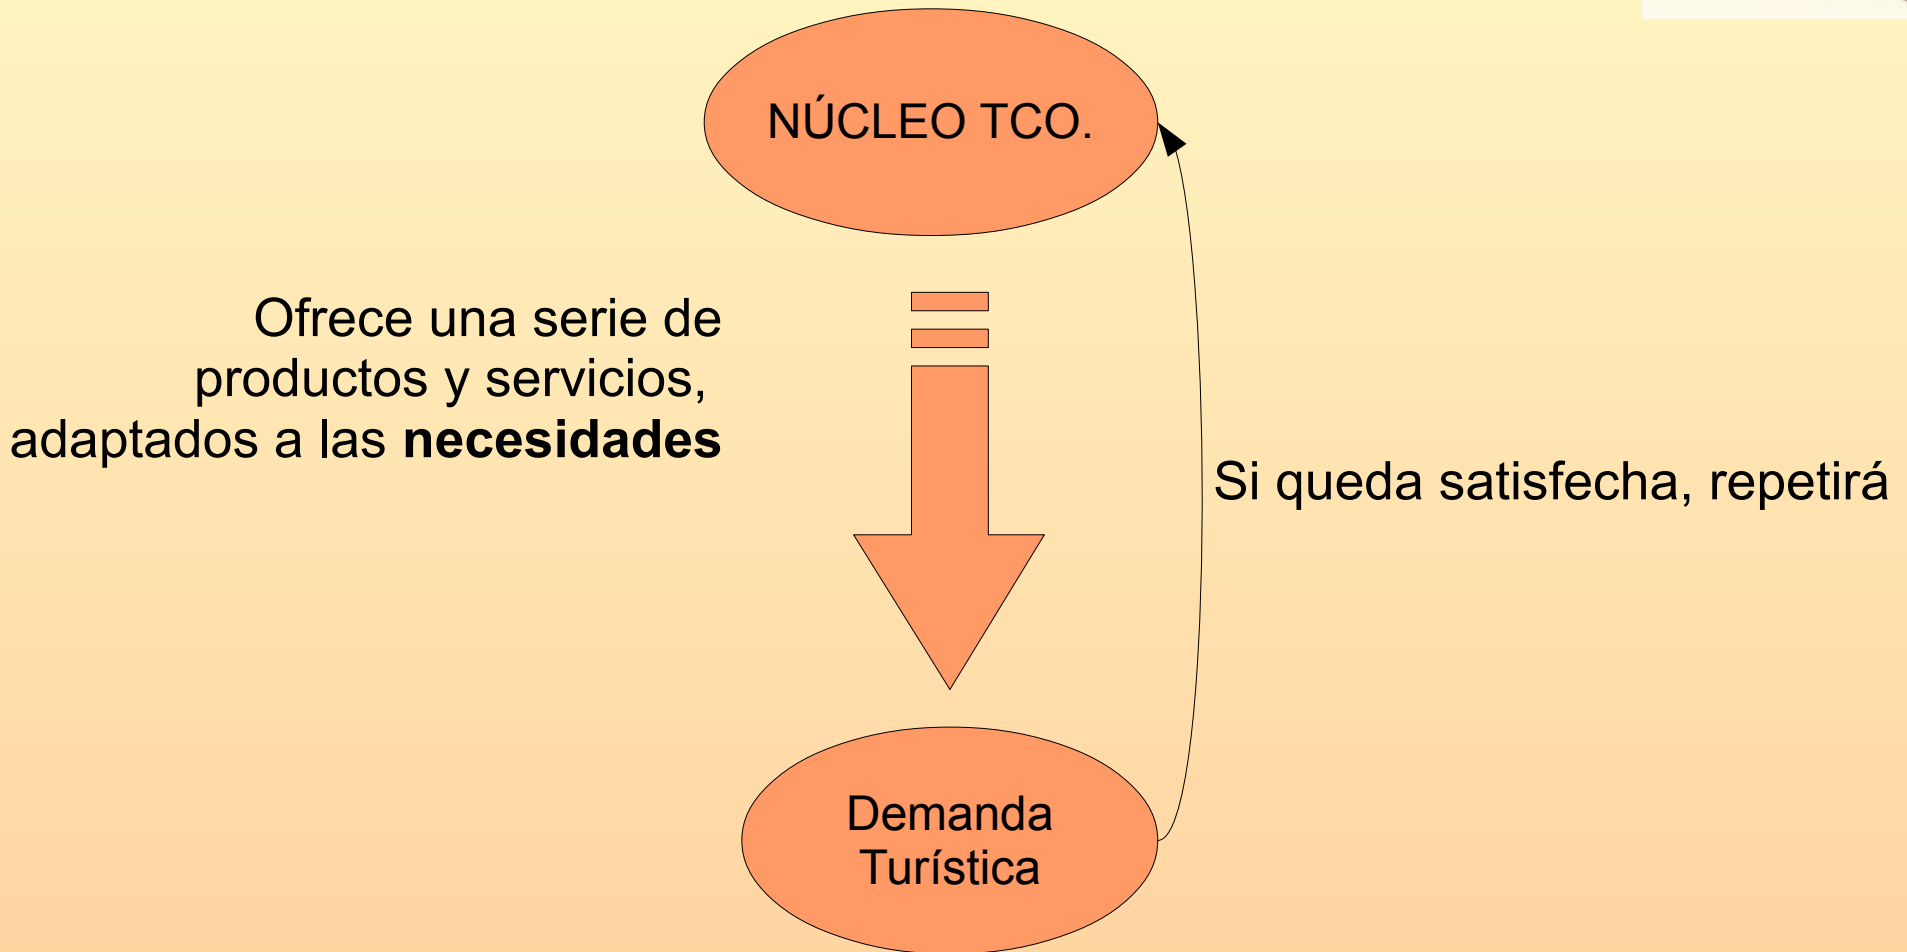 NÚCLEO TCO.
Ofrece una serie de
productos y servicios,
adaptados a las necesidades
Si queda satisfecha, repetirá
Demanda
Turística